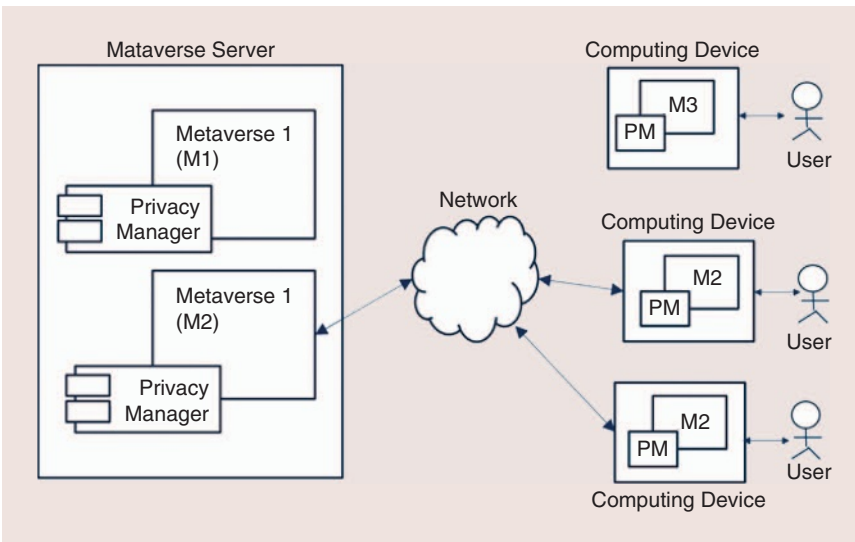 Mataverse Server
Metaverse 1
(M1)
Privacy
Manager
Metaverse 1
(M2)
Privacy
Manager
Network
Computing Device
M3
PM
User
Computing Device
M2
PM
User
M2
PM
User
Computing Device